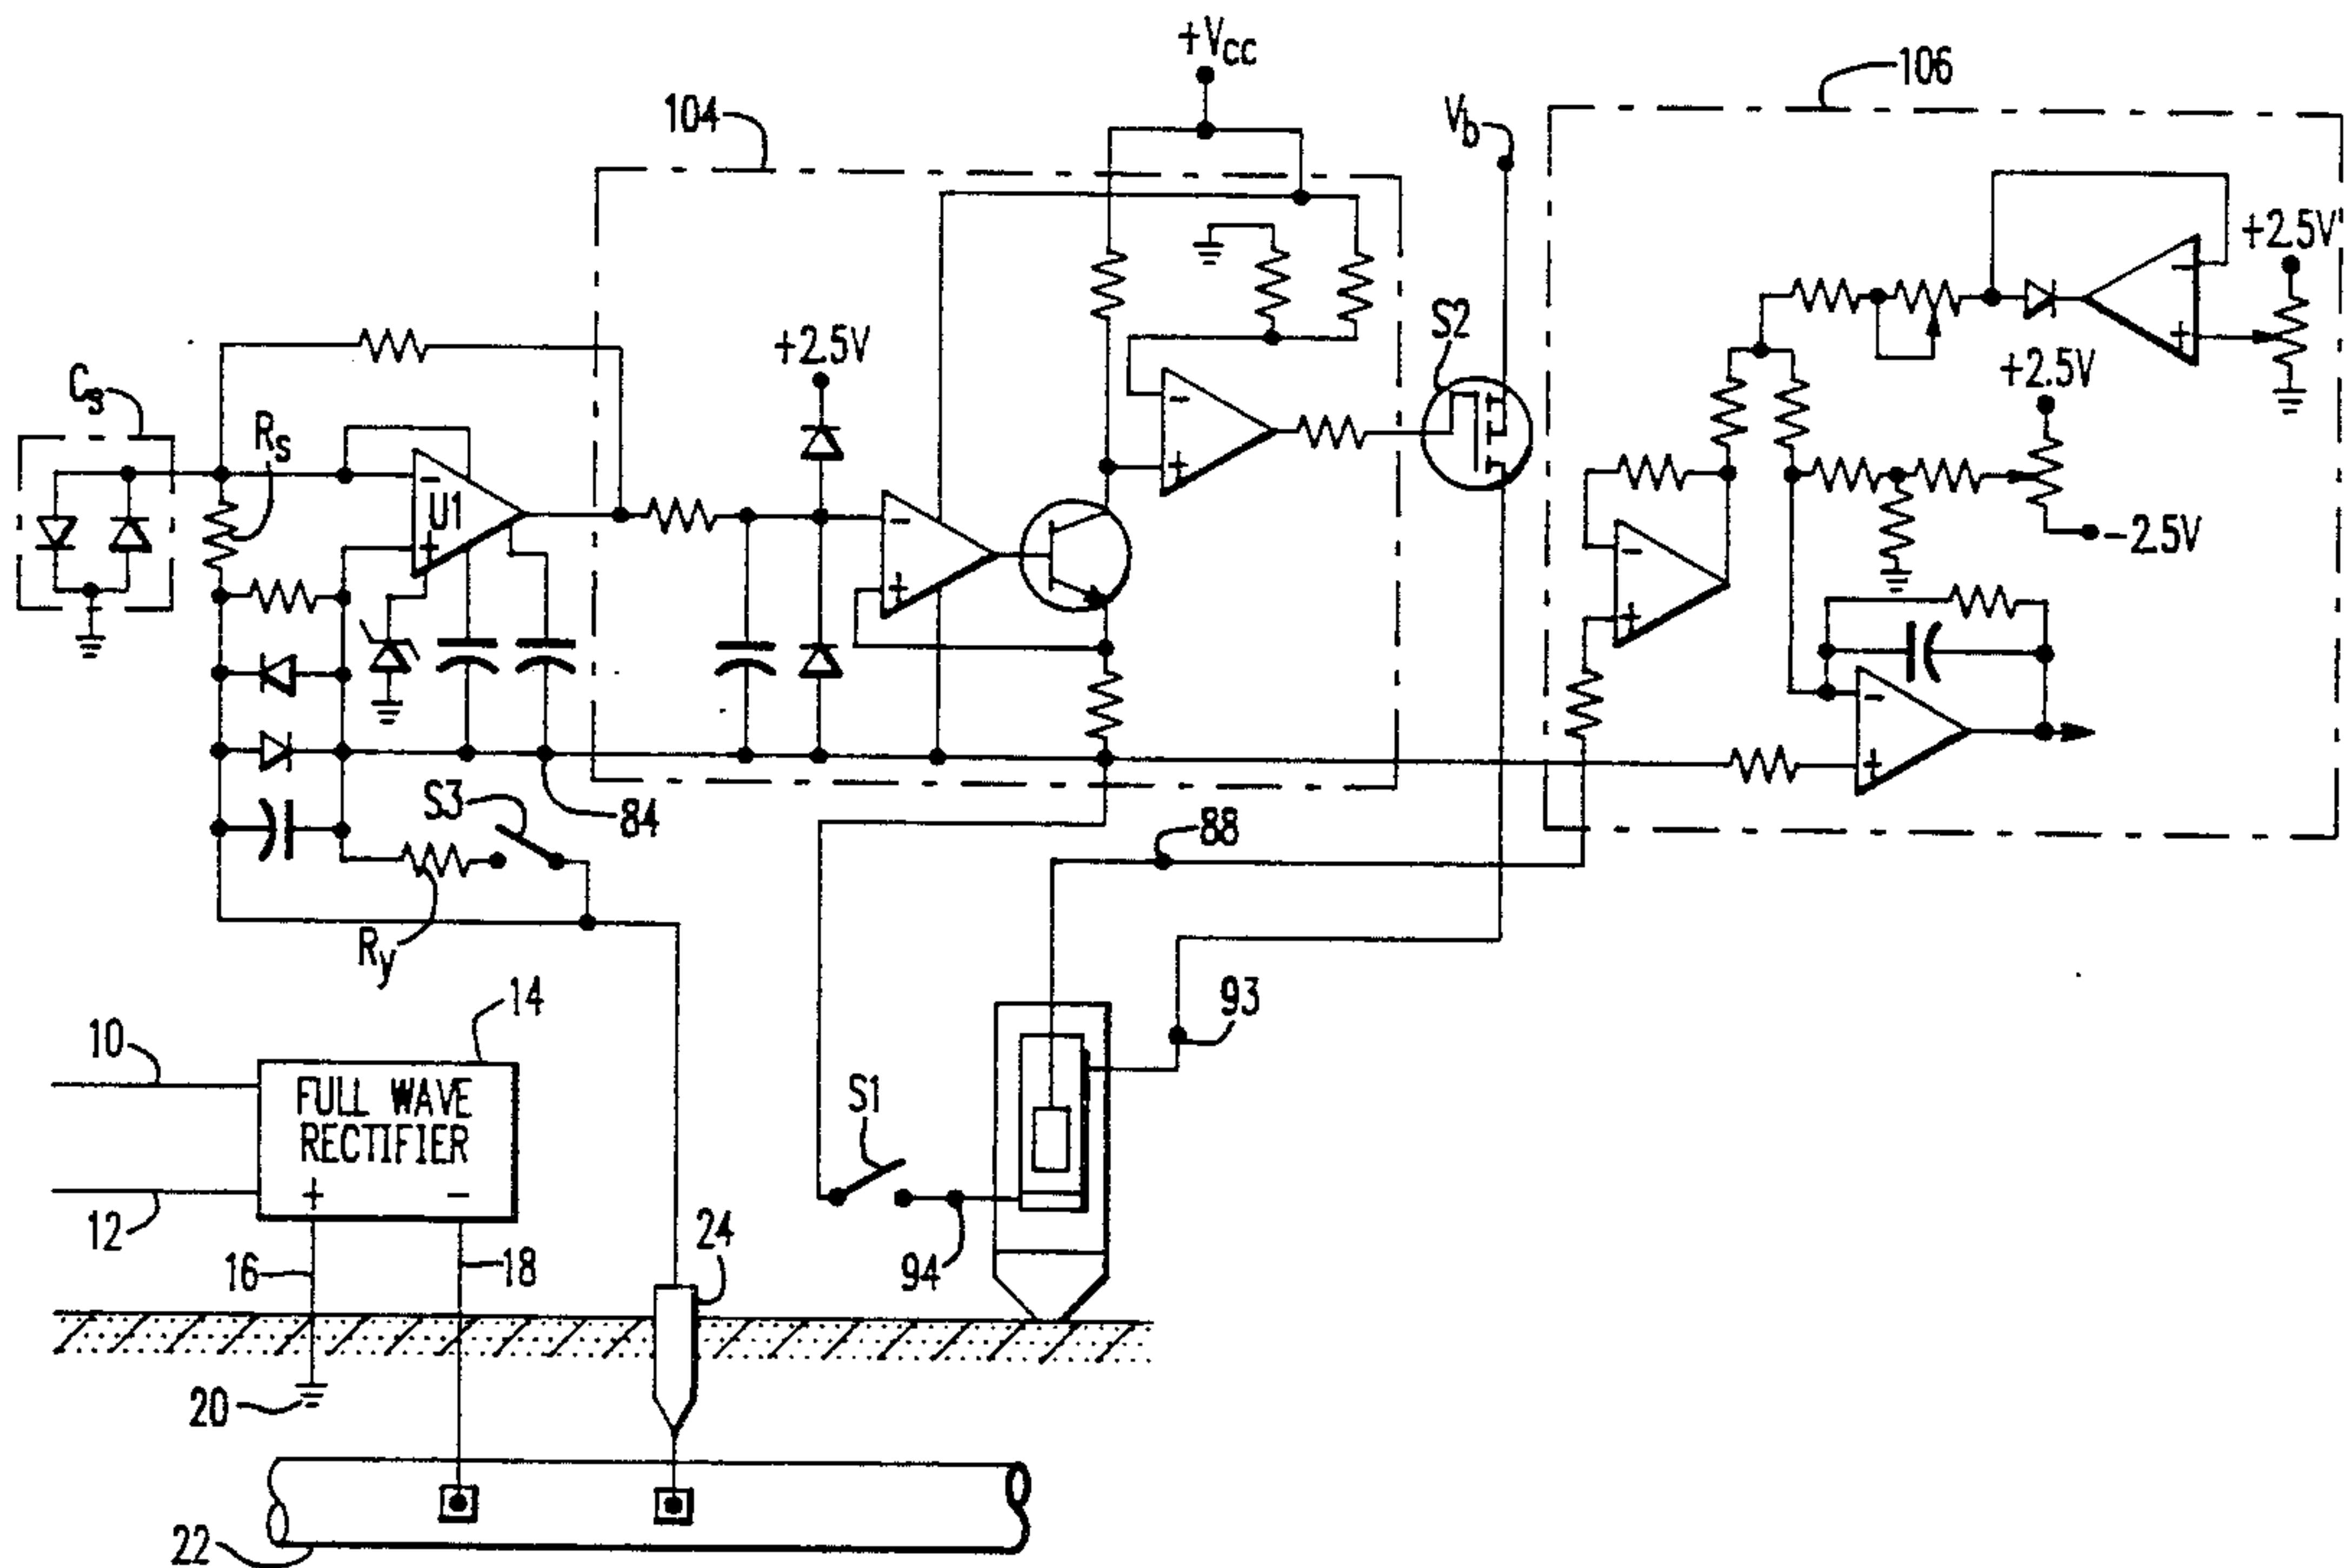 +Vcc
106
104
Vb
+2.5V
S2
+2.5V
+2.5V
Cs
Rs
-
-
-
U1
+
+
-
+
-2.5V
-
+
+
-
+
S3
84
88
Ry
14
93
10
FULL WAVE
RECTIFIER
S1
+ -
12
24
16
18
94
20
22